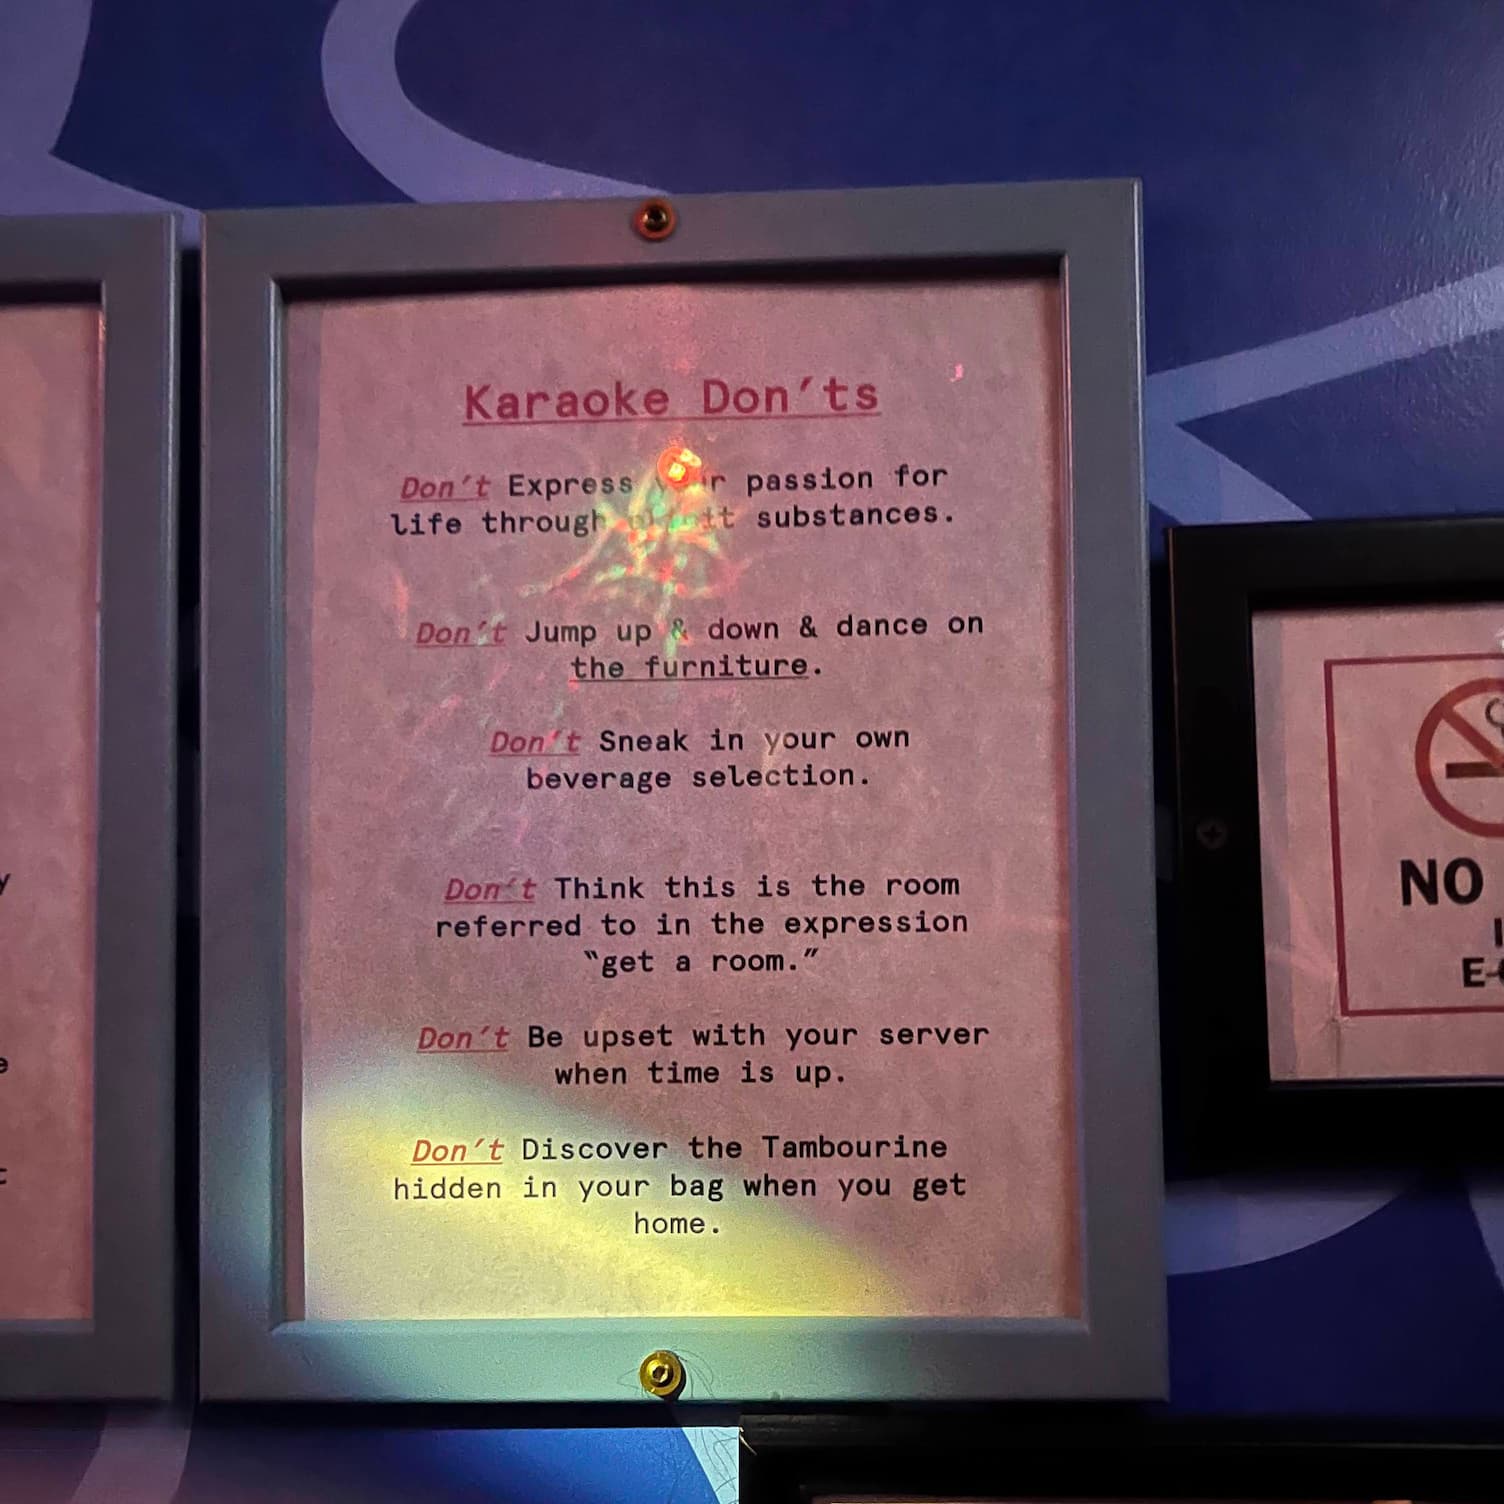 Karaoke Don't​s
Don't Express your passion for
life through substances.
Don't Jump up & down & dance on
the furniture.
Don't Sneak in your own
beverage selection.
Don't Think this is the room
referred to in the expression
"get a room."
Don't Be upset with your server
when time is up.
Don't Discover the Tambourine
hidden in your bag when you get
home.
NO
E-